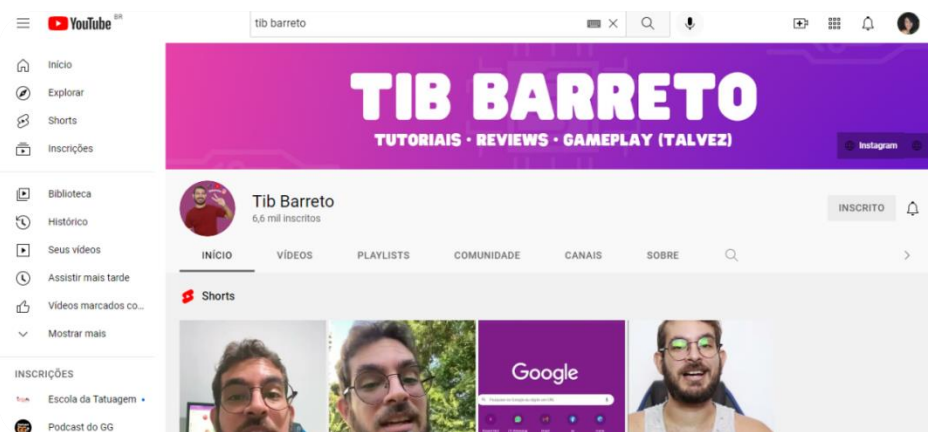 YouTube BR
tib barreto
Início
Explorar
Shorts
Inscrições
Biblioteca
Histórico
Seus vídeos
Assistir mais tarde
Vídeos marcados co...
Mostrar mais
INSCRIÇÕES
Escola da Tatuagem
Podcast do GG
TIB BARRETO
TUTORIAIS · REVIEWS · GAMEPLAY (TALVEZ)
Instagram
Tib Barreto
6,6 mil inscritos
INSCRITO
INÍCIO VÍDEOS PLAYLISTS COMUNIDADE CANAIS SOBRE
Shorts
Google